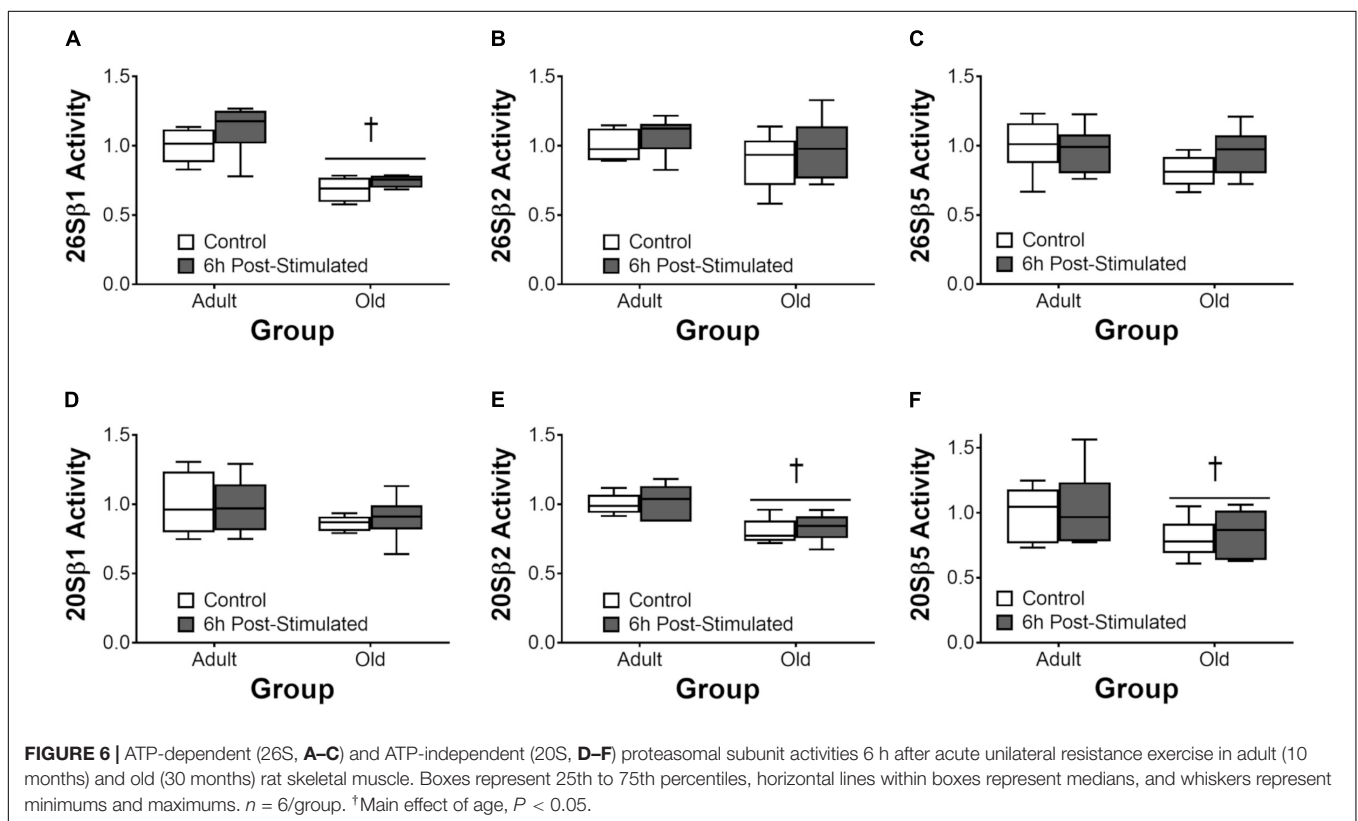 A
26Sβ1 Activity
1.5
1.0
0.5
0.0
†
Control
6h Post-Stimulated
Adult Old
Group
B
26Sβ2 Activity
1.5
1.0
0.5
0.0
Control
6h Post-Stimulated
Adult Old
Group
C
26Sβ5 Activity
1.5
1.0
0.5
0.0
Control
6h Post-Stimulated
Adult Old
Group
D
20Sβ1 Activity
1.5
1.0
0.5
0.0
Control
6h Post-Stimulated
Adult Old
Group
E
20Sβ2 Activity
1.5
1.0
0.5
0.0
†
Control
6h Post-Stimulated
Adult Old
Group
F
20Sβ5 Activity
1.5
1.0
0.5
0.0
†
Control
6h Post-Stimulated
Adult Old
Group
FIGURE 6 | ATP-dependent (26S, A–C) and ATP-independent (20S, D–F) proteasomal subunit activities 6 h after acute unilateral resistance exercise in adult (10
months) and old (30 months) rat skeletal muscle. Boxes represent 25th to 75th percentiles, horizontal lines within boxes represent medians, and whiskers represent
minimums and maximums. n = 6/group. †Main effect of age, P < 0.05.